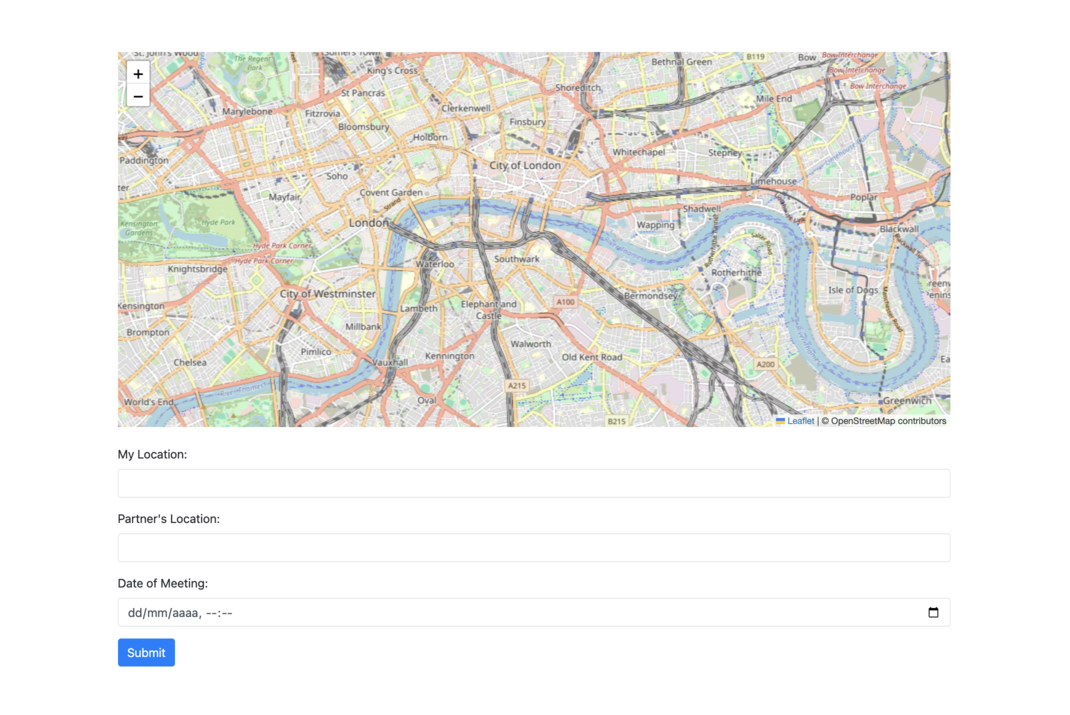 St. John's Wood
The Regent
Park
Somers Town
King's Cross
Bethnal Green
B119
Bow
Bow Interchange
Bow Interchange
Bow Interchange
+
−
St Pancras
Shoreditch
Mile End
Marylebone
Fitzrovia
Clerkenwell
Bloomsbury
Finsbury
Holborn
Paddington
City of London
Whitechapel
Stepney
Soho
Limehouse
ter
Mayfair
Covent Garden
Strand
Poplar
London
Shadwell
Wapping
Blackwall
Hyde Park
Kensington
Gardens
Hyde Park Corner
Hyde Park Corner
Knightsbridge
Waterloo
Southwark
Rotherhithe
City of Westminster
Bermondsey
Isle of Dogs
Kensington
Lambeth
Elephant and
Castle
A100
Brompton
Millbank
Walworth
Chelsea
Pimlico
Vauxhall
Kennington
Old Kent Road
A200
A215
World's End
Oval
Greenwich
B215
Leaflet | © OpenStreetMap contributors
My Location:
Partner's Location:
Date of Meeting:
dd/mm/aaaa, --:--
Submit